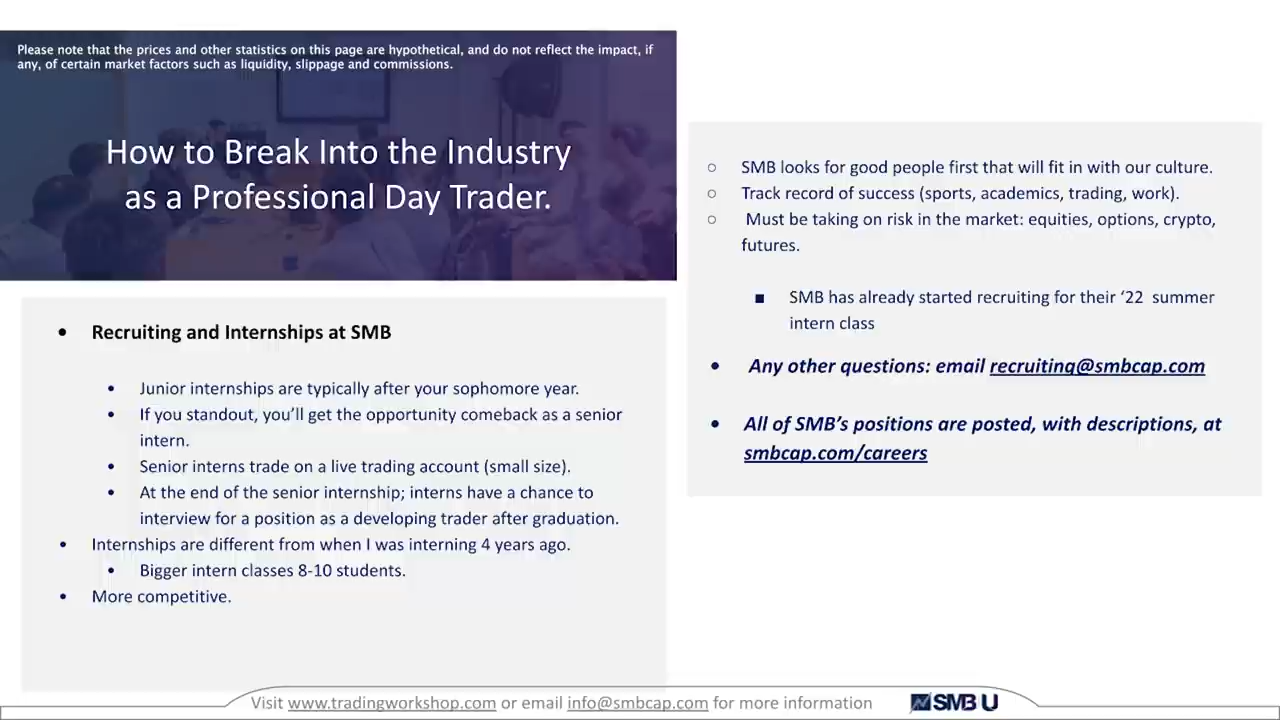 Please note that the prices and other statistics on this page are hypothetical, and do not reflect the impact, if
any, of certain market factors such as liquidity, slippage and commissions.
How to Break Into the Industry
as a Professional Day Trader.
• Recruiting and Internships at SMB
• Junior internships are typically after your sophomore year.
• If you standout, you’ll get the opportunity comeback as a senior
intern.
• Senior interns trade on a live trading account (small size).
• At the end of the senior internship; interns have a chance to
interview for a position as a developing trader after graduation.
• Internships are different from when I was interning 4 years ago.
• Bigger intern classes 8-10 students.
• More competitive.
○ SMB looks for good people first that will fit in with our culture.
○ Track record of success (sports, academics, trading, work).
○ Must be taking on risk in the market: equities, options, crypto,
futures.
■ SMB has already started recruiting for their ‘22 summer
intern class
• Any other questions: email recruiting@smbcap.com
• All of SMB’s positions are posted, with descriptions, at
smbcap.com/careers
Visit www.tradingworkshop.com or email info@smbcap.com for more information
SMB U